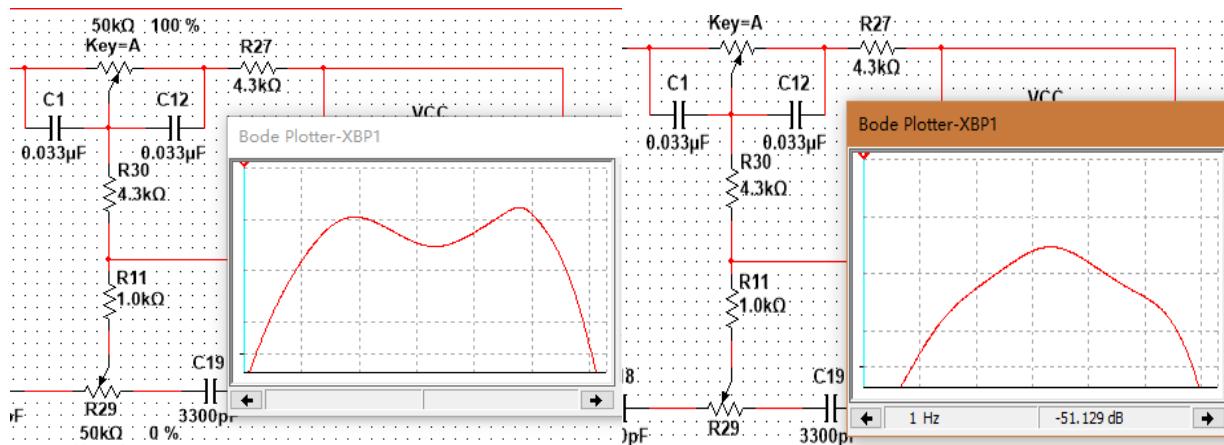 50kΩ 100 %
Key=A
R27
4.3kΩ
C1
C12
VCC
0.033µF
0.033µF
R30
4.3kΩ
R11
1.0kΩ
C19
R29
3300pF
50kΩ 0 %
Bode Plotter-XBP1
Key=A
R27
4.3kΩ
C1
C12
VCC
0.033µF
0.033µF
R30
4.3kΩ
R11
1.0kΩ
C19
R29
3300pF
Bode Plotter-XBP1
1 Hz
-51.129 dB